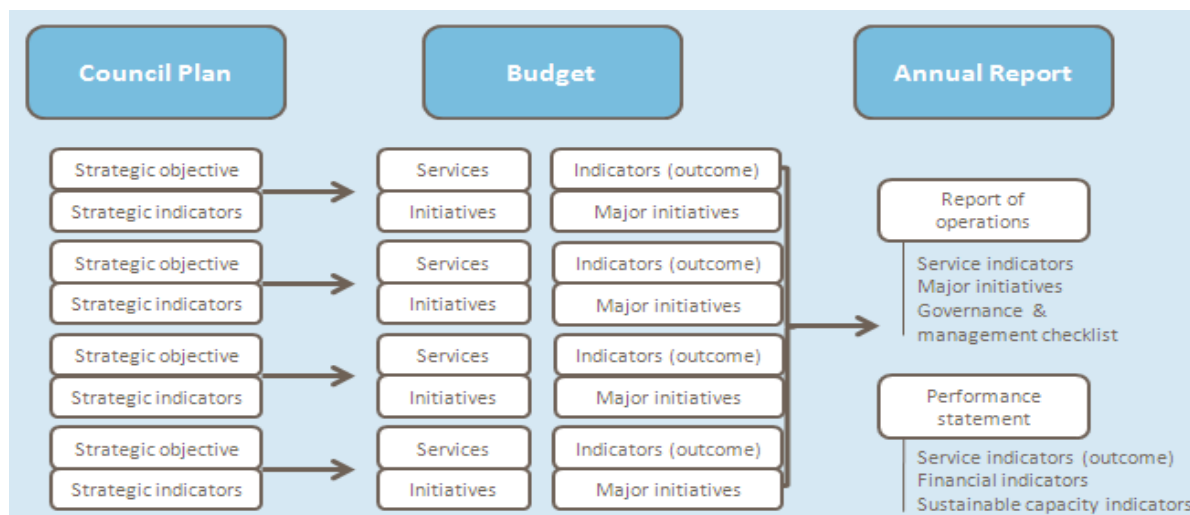 Council Plan
Budget
Annual Report
Strategic objective
Strategic indicators
Services
Initiatives
Indicators (outcome)
Major initiatives
Strategic objective
Strategic indicators
Services
Initiatives
Indicators (outcome)
Major initiatives
Strategic objective
Strategic indicators
Services
Initiatives
Indicators (outcome)
Major initiatives
Strategic objective
Strategic indicators
Services
Initiatives
Indicators (outcome)
Major initiatives
Report of
operations
Service indicators
Major initiatives
Governance &
management checklist
Performance
statement
Service indicators (outcome)
Financial indicators
Sustainable capacity indicators